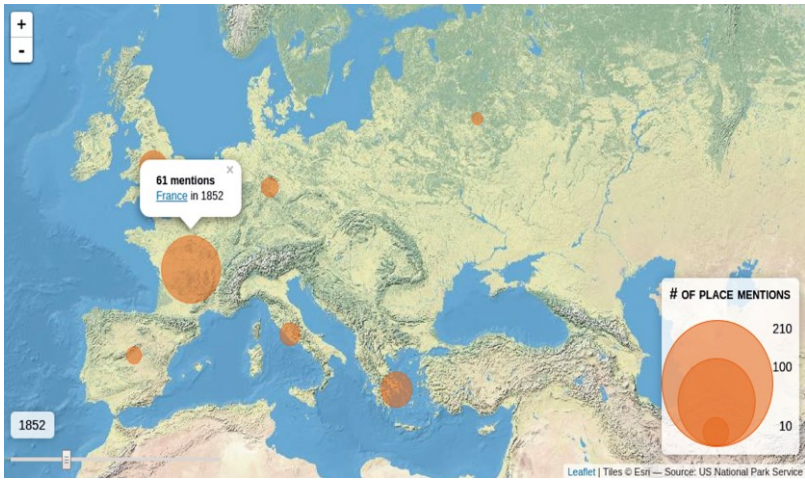 +
-
×
61 mentions
France in 1852
# OF PLACE MENTIONS
210
100
10
1852
Leaflet | Tiles © Esri — Source: US National Park Service